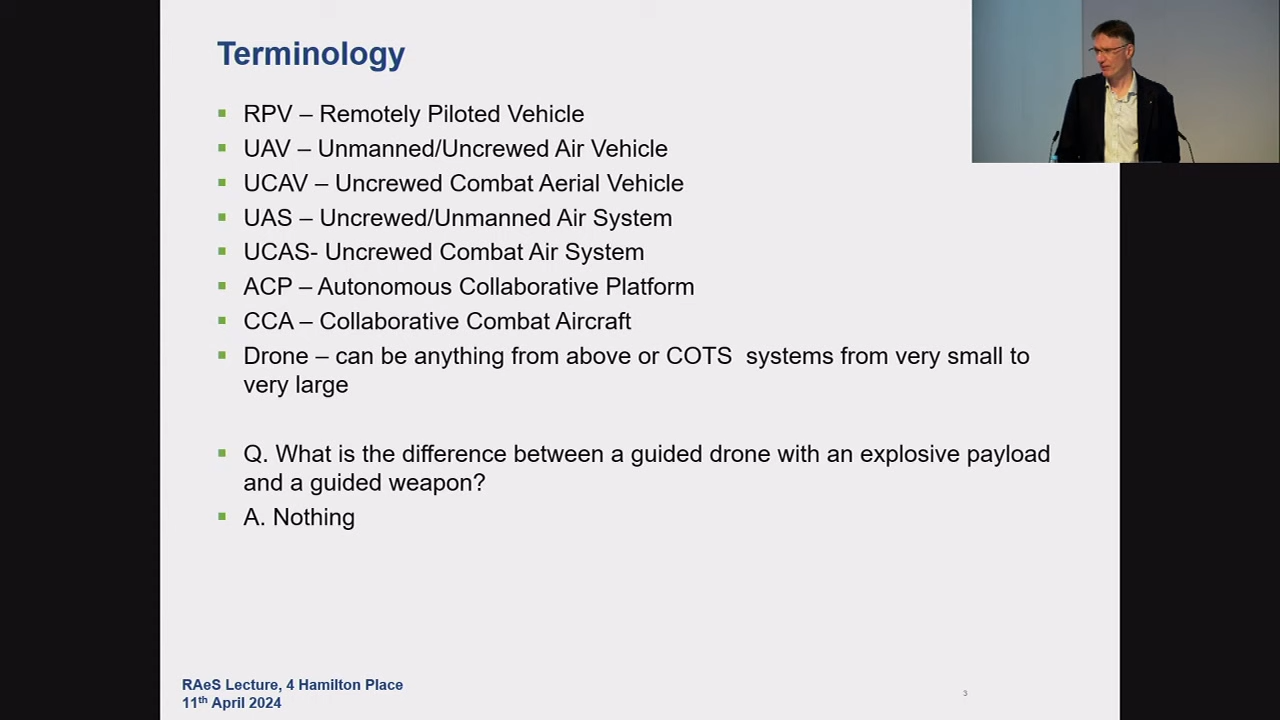 Terminology
RPV – Remotely Piloted Vehicle
UAV – Unmanned/Uncrewed Air Vehicle
UCAV – Uncrewed Combat Aerial Vehicle
UAS – Uncrewed/Unmanned Air System
UCAS- Uncrewed Combat Air System
ACP – Autonomous Collaborative Platform
CCA – Collaborative Combat Aircraft
Drone – can be anything from above or COTS  systems from very small to
very large
Q. What is the difference between a guided drone with an explosive payload
and a guided weapon?
A. Nothing
RAeS Lecture, 4 Hamilton Place
11th April 2024
3